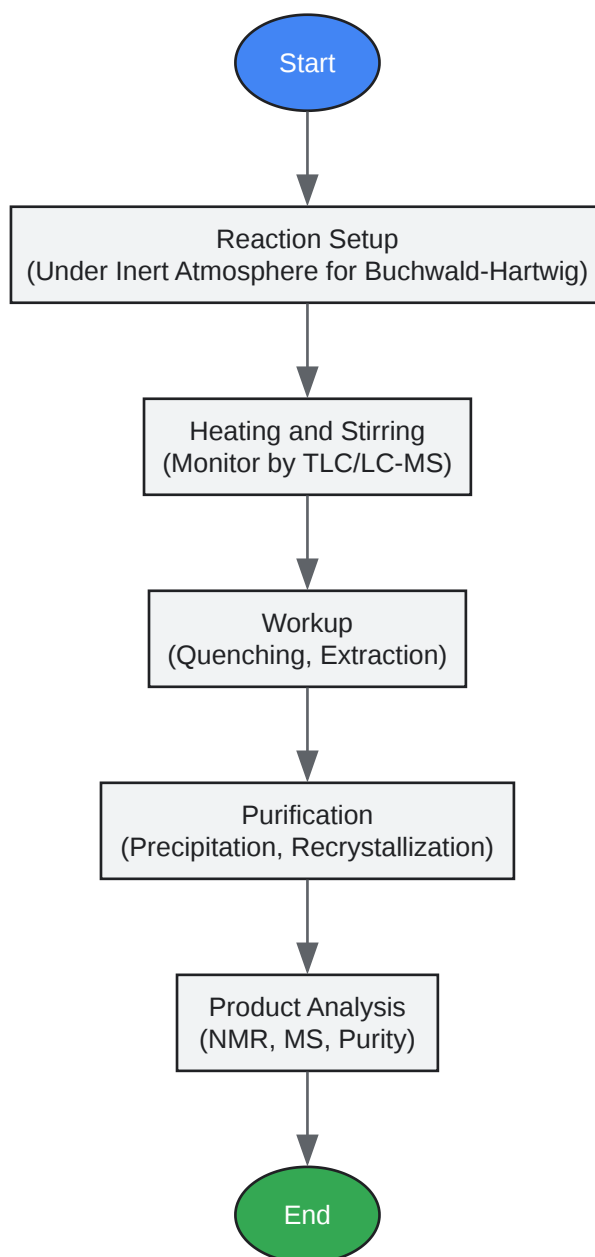 Start
Reaction Setup
(Under Inert Atmosphere for Buchwald-Hartwig)
Heating and Stirring
(Monitor by TLC/LC-MS)
Workup
(Quenching, Extraction)
Purification
(Precipitation, Recrystallization)
Product Analysis
(NMR, MS, Purity)
End